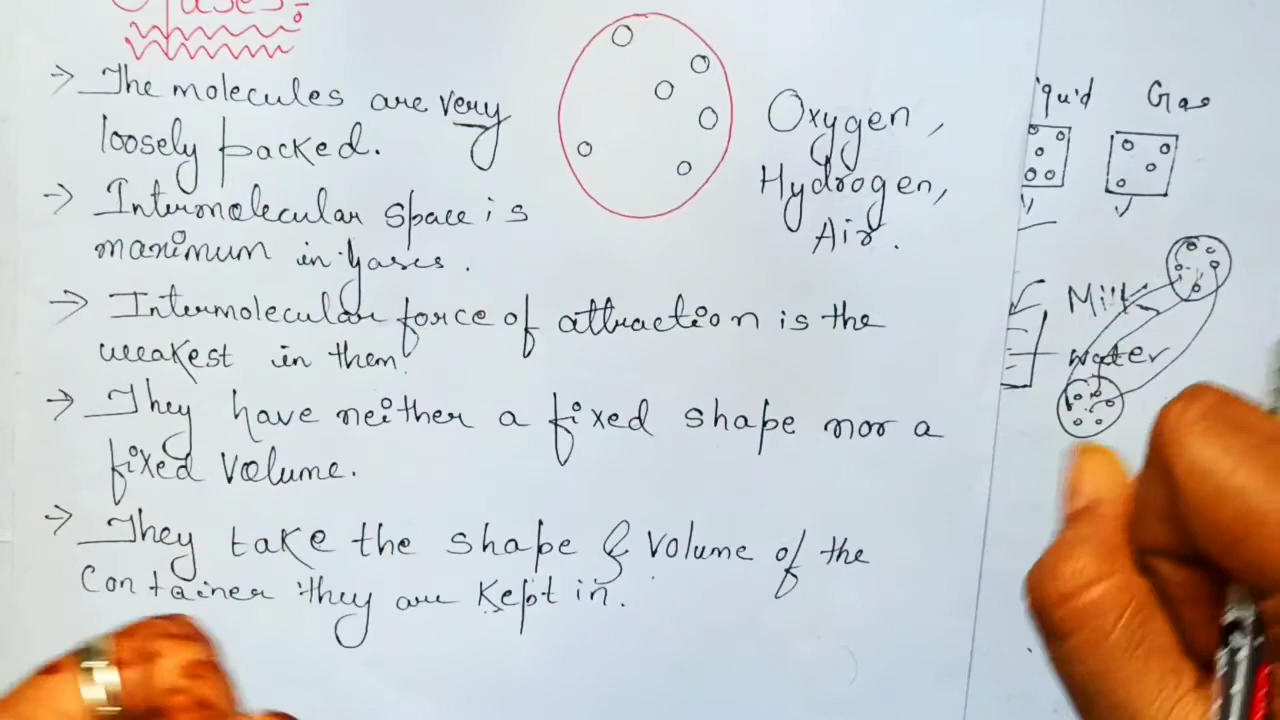 Gases:
→ The molecules are very
loosely packed.
→ Intermolecular space is
maximum in gases.
→ Intermolecular force of attraction is the
weakest in them.
→ They have neither a fixed shape nor a
fixed volume.
→ They take the shape & volume of the
container they are kept in.
Oxygen,
Hydrogen,
Air.
iquid Gas
Milk
water